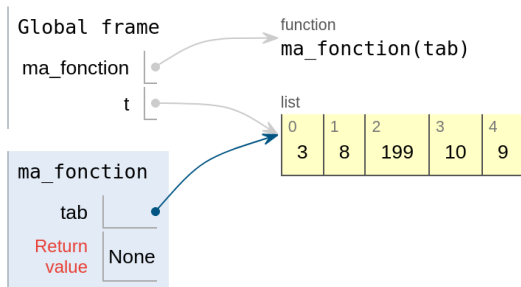 Global frame
ma_fonction
t
function
ma_fonction(tab)
list
0 1 2 3 4
3 8 199 10 9
ma_fonction
tab
Return
value
None